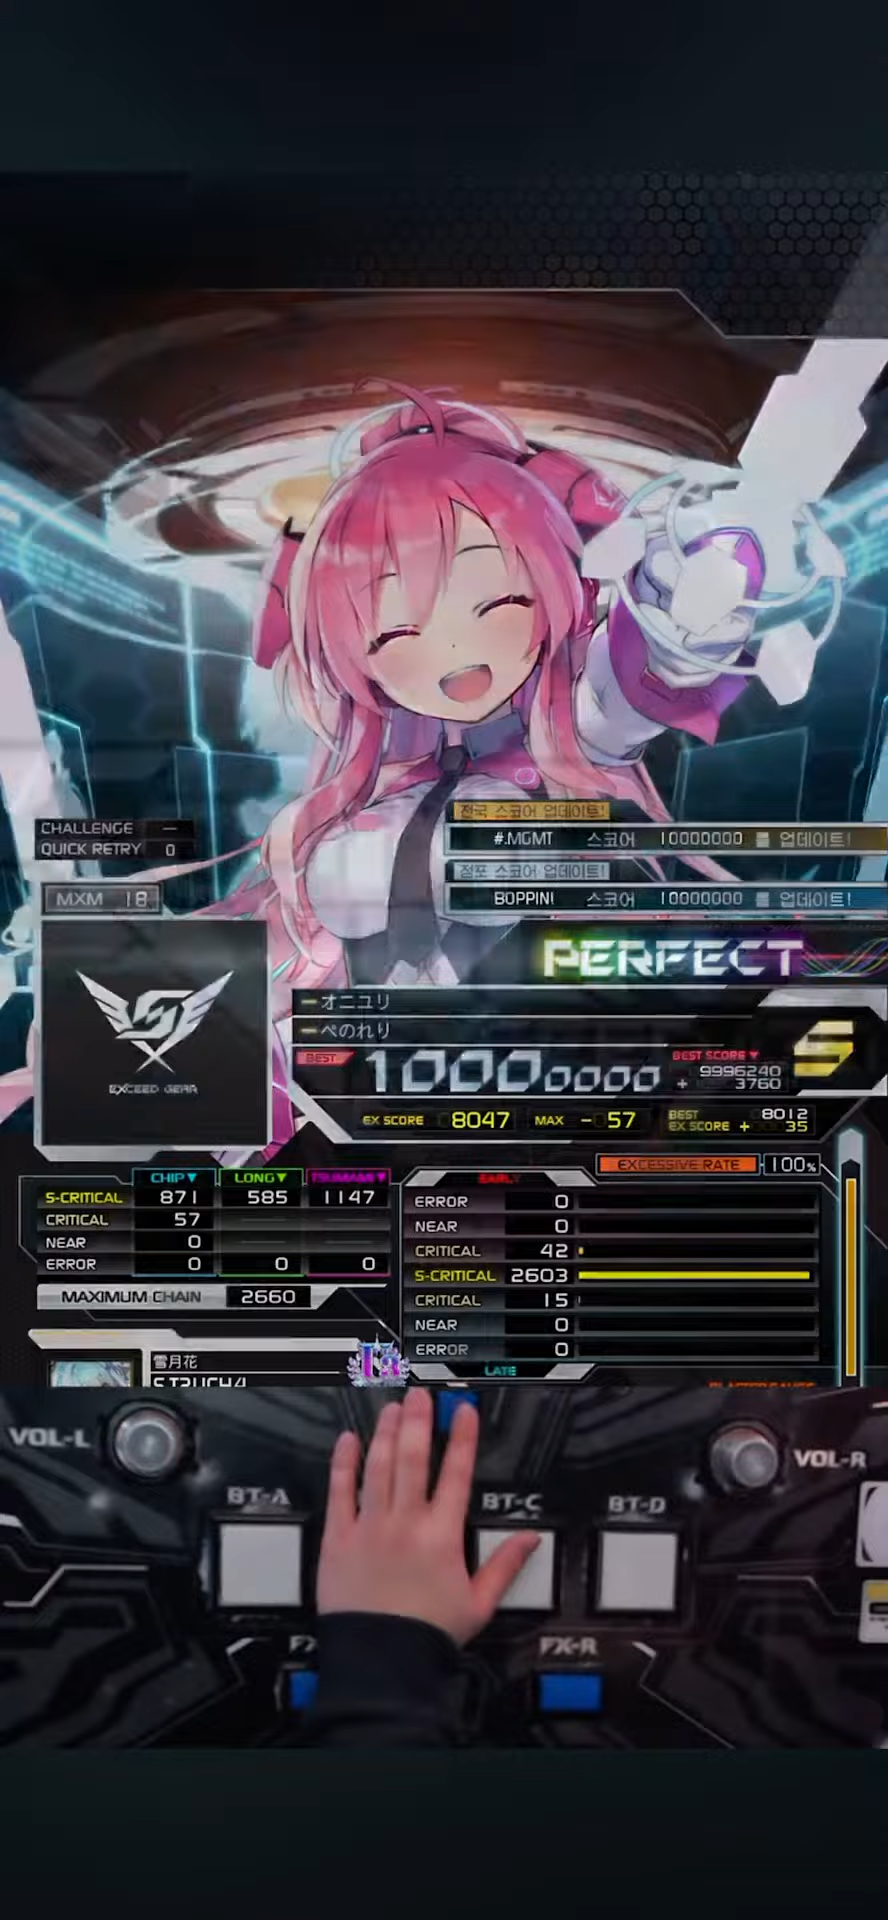 CHALLENGE —
QUICK RETRY 0
전국 스코어 업데이트!
#.MGMT 스코어 10000000 를 업데이트!
점포 스코어 업데이트!
BOPPIN! 스코어 10000000 를 업데이트!
MXM 18
PERFECT
オニユリ
ぺのれり
EXCEED GEAR
BEST 10000000 S
BEST SCORE ▼
9996240
+ 3760
EX SCORE 8047 MAX -57
BEST 8012
EX SCORE + 35
EXCESSIVE RATE 100%
CHIP▼ LONG▼ TSUMAMI▼
S-CRITICAL 871 585 1147
CRITICAL 57
NEAR 0
ERROR 0 0 0
MAXIMUM CHAIN 2660
EARLY
ERROR 0
NEAR 0
CRITICAL 42
S-CRITICAL 2603
CRITICAL 15
NEAR 0
ERROR 0
LATE
雪月花
VOL-L
VOL-R
BT-A
BT-C
BT-D
FX-R